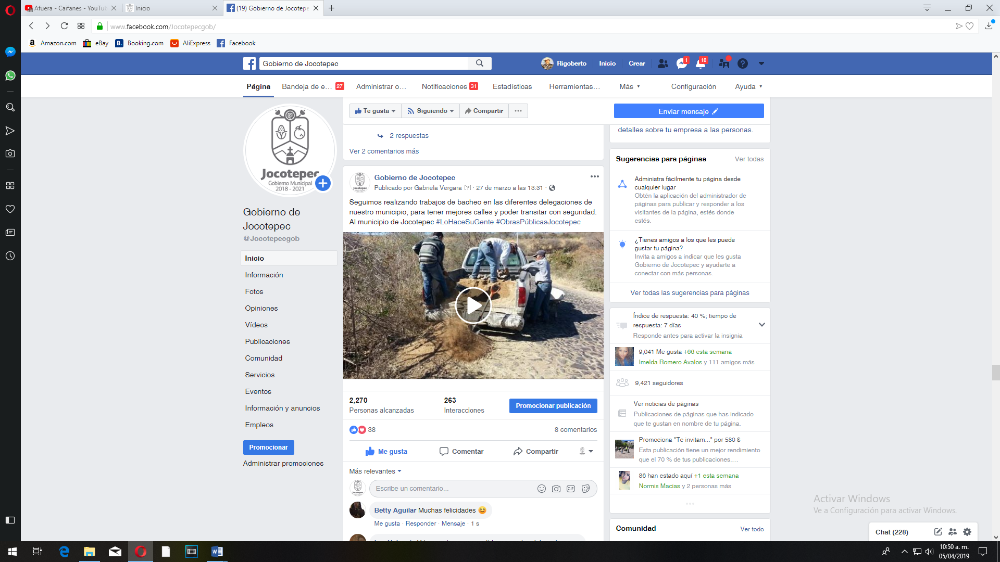 Afuera - Caifanes - YouTub
Inicio
(19) Gobierno de Jocotepe
www.facebook.com/Jocotepecgob/
Amazon.com
eBay
Booking.com
AliExpress
Facebook
Gobierno de Jocotepec
Rigoberto
Inicio
Crear
1
18
Página
Bandeja de e...
27
Administrar o...
Notificaciones
31
Estadísticas
Herramientas...
Más
Configuración
Ayuda
Jocotepec
Gobierno Municipal
2018 - 2021
Gobierno de
Jocotepec
@Jocotepecgob
Inicio
Información
Fotos
Opiniones
Vídeos
Publicaciones
Comunidad
Servicios
Eventos
Información y anuncios
Empleos
Promocionar
Administrar promociones
Te gusta
Siguiendo
Compartir
Enviar mensaje
2 respuestas
Ver 2 comentarios más
Gobierno de Jocotepec
Publicado por Gabriela Vergara [?] · 27 de marzo a las 13:31 ·
Seguimos realizando trabajos de bacheo en las diferentes delegaciones de
nuestro municipio, para tener mejores calles y poder transitar con seguridad.
Al municipio de Jocotepec #LoHaceSuGente #ObrasPúblicasJocotepec
2,270
Personas alcanzadas
263
Interacciones
Promocionar publicación
38
8 comentarios
Me gusta
Comentar
Compartir
Más relevantes
Escribe un comentario...
GIF
Betty Aguilar Muchas felicidades 😊
Me gusta · Responder · Mensaje · 1 s
detalles sobre tu empresa a las personas.
Sugerencias para páginas
Ver todas
Administra fácilmente tu página desde
cualquier lugar
Obtén la aplicación del administrador de
páginas para publicar y responder a los
visitantes de la página, estés donde
estés.
¿Tienes amigos a los que les puede
gustar tu página?
Invita a amigos a indicar que les gusta
Gobierno de Jocotepec y ayudarte a
conectar con más personas.
Ver todas las sugerencias para páginas
Índice de respuesta: 40 %; tiempo de
respuesta: 7 días
Responde antes para activar la insignia
9,041 Me gusta +66 esta semana
Imelda Romero Avalos y 111 amigos más
9,421 seguidores
Ver noticias de páginas
Publicaciones de páginas que has indicado
que te gustan en nombre de tu página.
Promociona "Te invitam..." por 580 $
Esta publicación tiene un mejor rendimiento
que el 70 % de tus publicaciones....
86 han estado aquí +1 esta semana
Normis Macias y 2 personas más
Comunidad
Ver todo
Activar Windows
Ve a Configuración para activar Windows.
Chat (228)
10:50 a. m.
05/04/2019